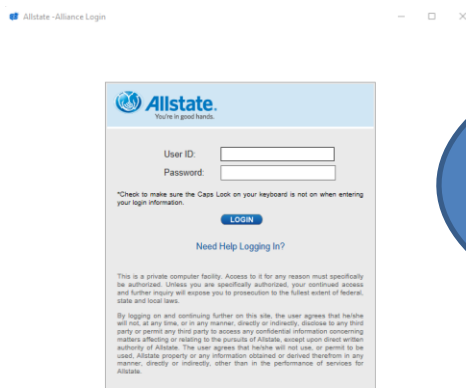 Allstate -Alliance Login
Allstate.
You're in good hands.
User ID:
Password:
*Check to make sure the Caps Lock on your keyboard is not on when entering
your login information.
LOGIN
Need Help Logging In?
This is a private computer facility. Access to it for any reason must specifically
be authorized. Unless you are specifically authorized, your continued access
and further inquiry will expose you to prosecution to the fullest extent of federal,
state and local laws.
By logging on and continuing further on this site, the user agrees that he/she
will not, at any time, or in any manner, directly or indirectly, disclose to any third
party or permit any third party to access any confidential information concerning
matters affecting or relating to the pursuits of Allstate, except upon direct written
authority of Allstate. The user agrees that he/she will not use, or permit to be
used, Allstate property or any information obtained or derived therefrom in any
manner, directly or indirectly, other than in the performance of services for
Allstate.